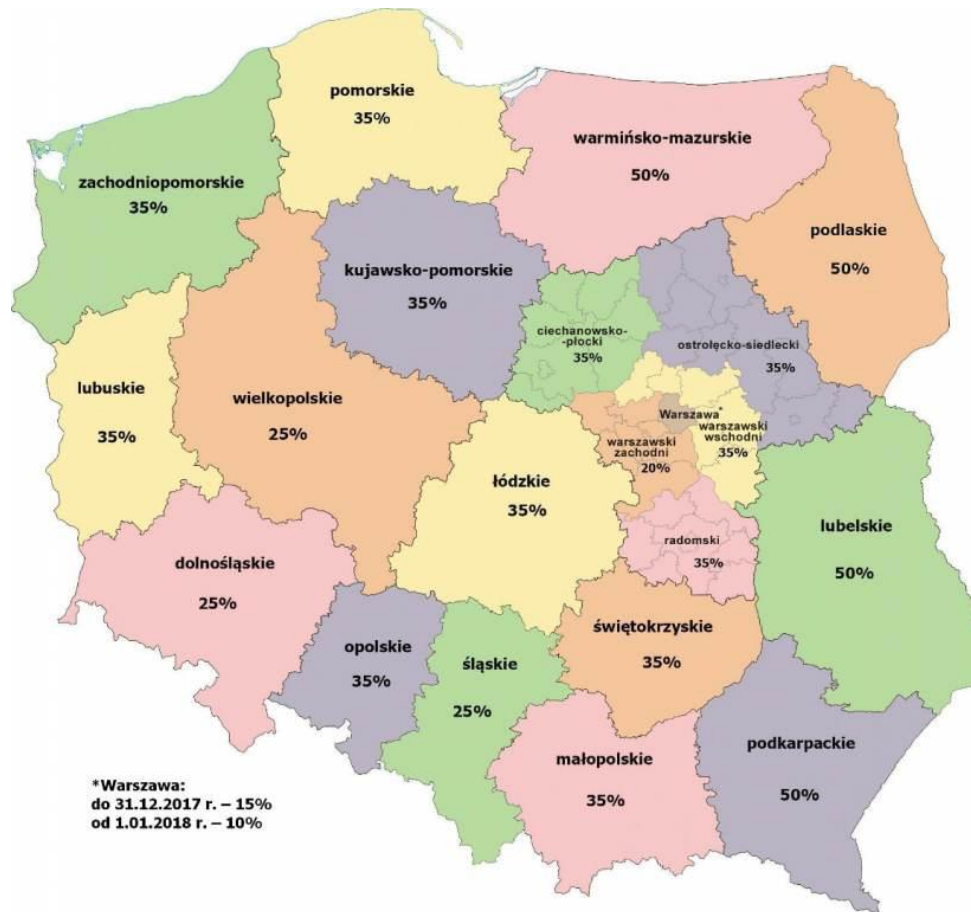 pomorskie
35%
warmińsko-mazurskie
50%
zachodniopomorskie
35%
podlaskie
50%
kujawsko-pomorskie
35%
ciechanowsko-
-płocki
35%
ostrołęcko-siedlecki
35%
lubuskie
35%
wielkopolskie
25%
Warszawa*
warszawski
wschodni
35%
warszawski
zachodni
20%
łódzkie
35%
lubelskie
50%
radomski
35%
dolnośląskie
25%
świętokrzyskie
35%
opolskie
35%
śląskie
25%
małopolskie
35%
podkarpackie
50%
*Warszawa:
do 31.12.2017 r. – 15%
od 1.01.2018 r. – 10%